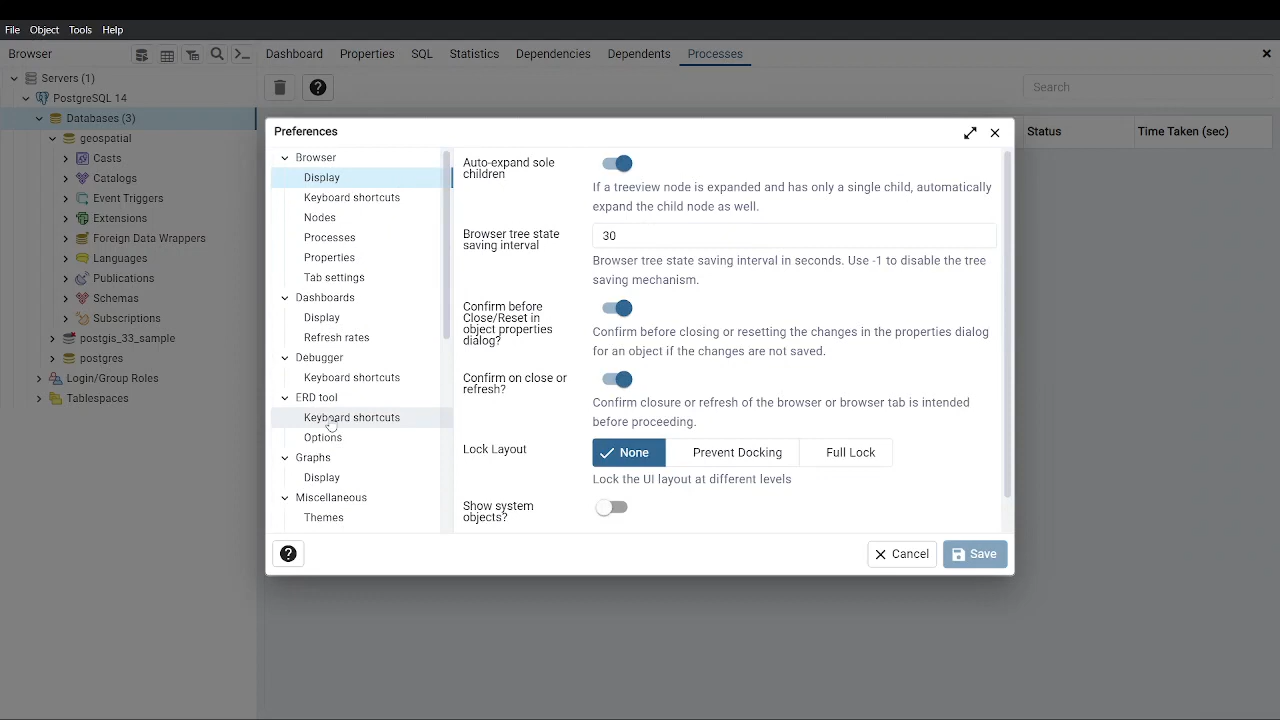 File Object Tools Help
Browser
Dashboard Properties SQL Statistics Dependencies Dependents Processes
Servers (1)
PostgreSQL 14
Databases (3)
geospatial
Casts
Catalogs
Event Triggers
Extensions
Foreign Data Wrappers
Languages
Publications
Schemas
Subscriptions
postgis_33_sample
postgres
Login/Group Roles
Tablespaces
Search
Status Time Taken (sec)
Preferences
Browser
Display
Keyboard shortcuts
Nodes
Processes
Properties
Tab settings
Dashboards
Display
Refresh rates
Debugger
Keyboard shortcuts
ERD tool
Keyboard shortcuts
Options
Graphs
Display
Miscellaneous
Themes
Auto-expand sole
children
If a treeview node is expanded and has only a single child, automatically
expand the child node as well.
Browser tree state
saving interval
30
Browser tree state saving interval in seconds. Use -1 to disable the tree
saving mechanism.
Confirm before
Close/Reset in
object properties
dialog?
Confirm before closing or resetting the changes in the properties dialog
for an object if the changes are not saved.
Confirm on close or
refresh?
Confirm closure or refresh of the browser or browser tab is intended
before proceeding.
Lock Layout
None Prevent Docking Full Lock
Lock the UI layout at different levels
Show system
objects?
Cancel Save